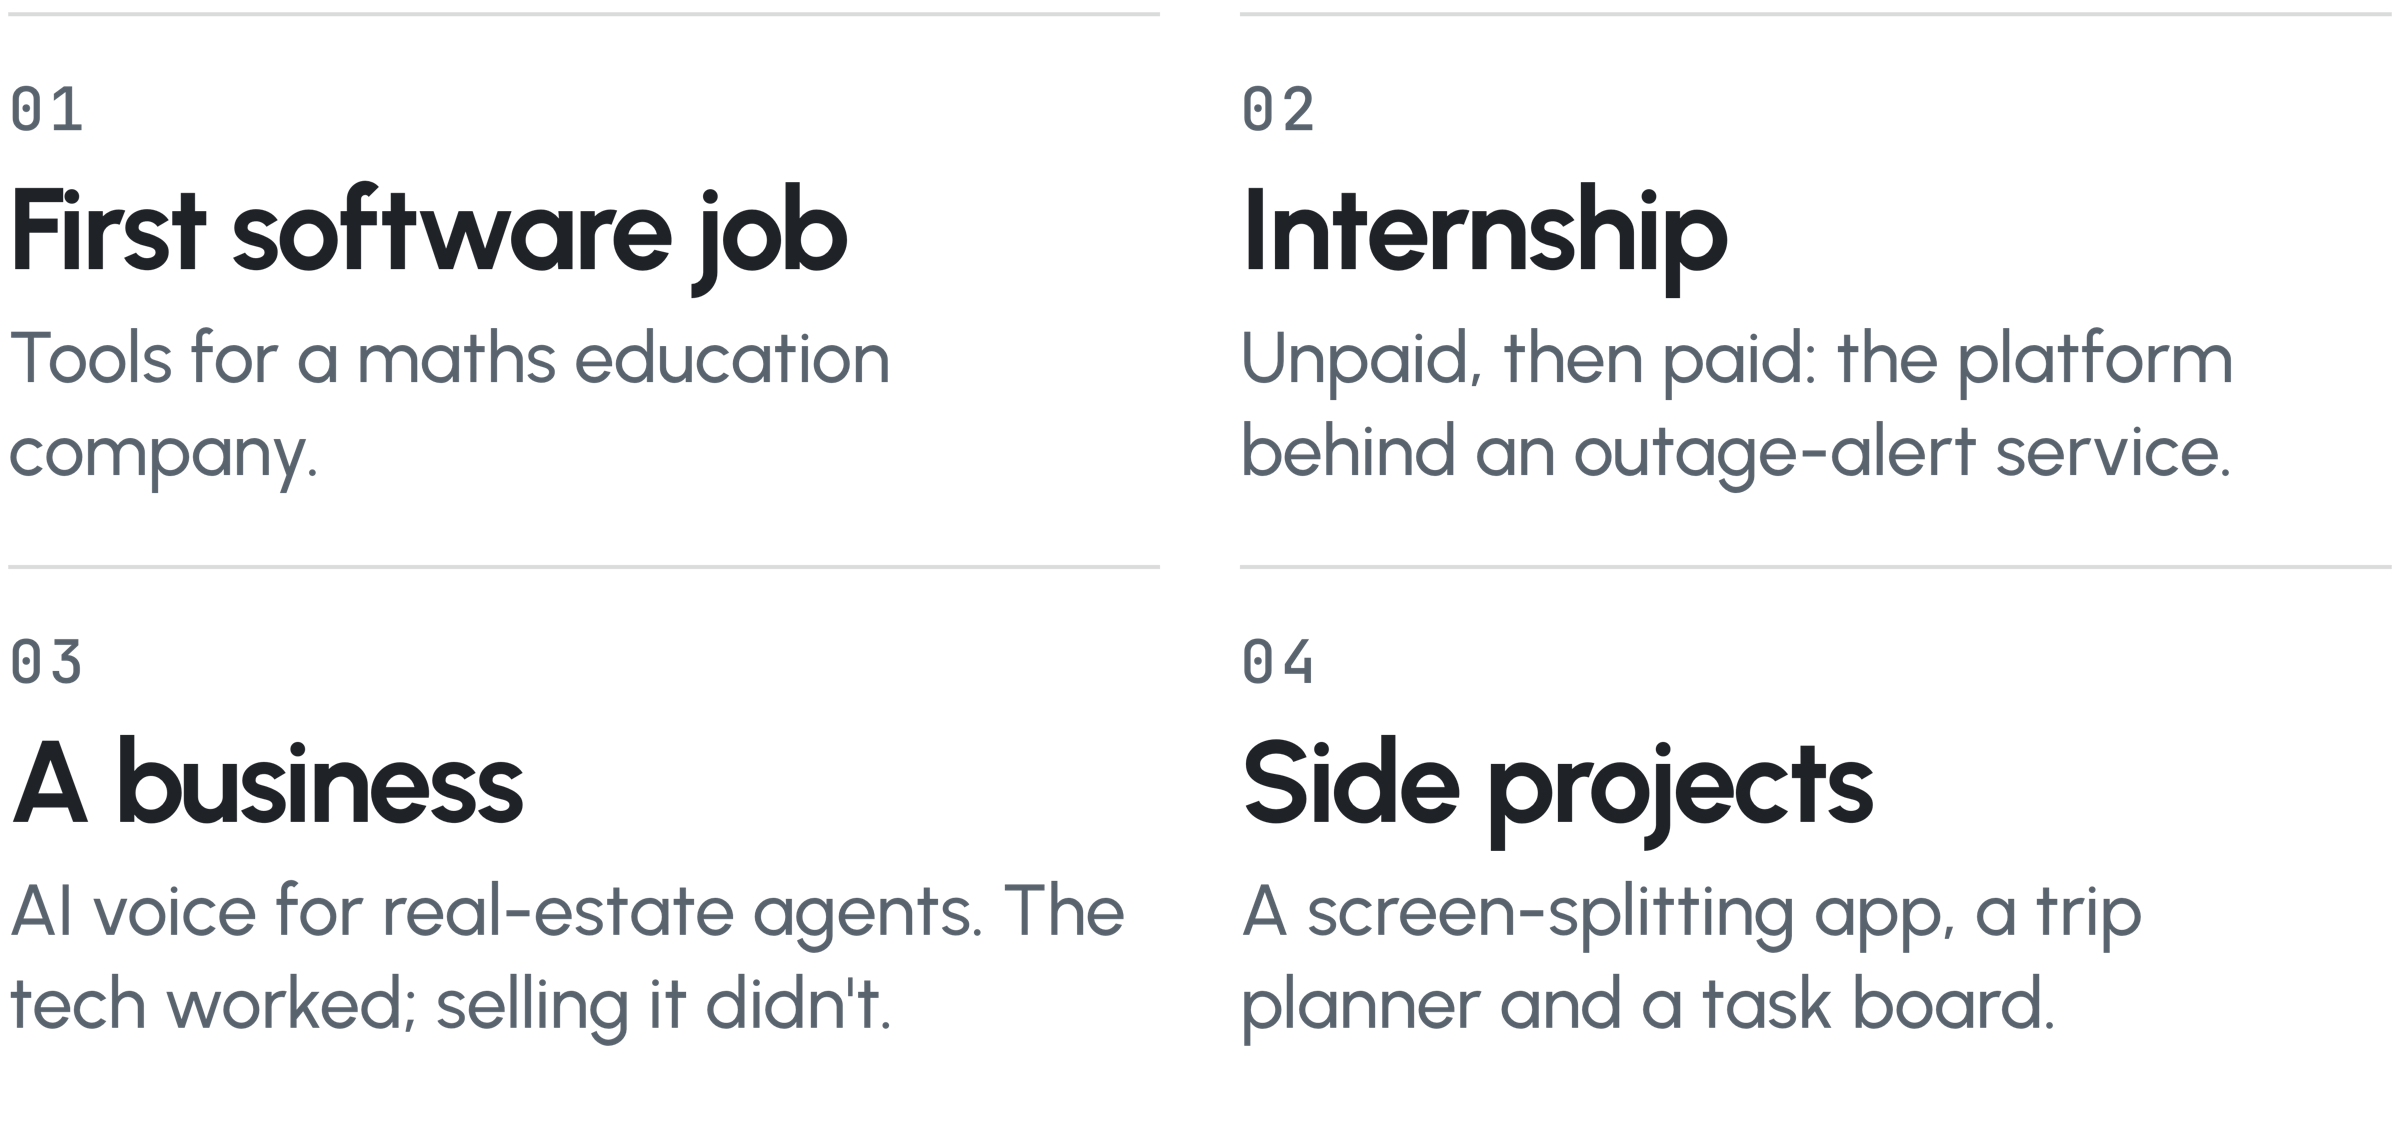 01
First software job
Tools for a maths education
company.
02
Internship
Unpaid, then paid: the platform
behind an outage-alert service.
03
A business
AI voice for real-estate agents. The
tech worked; selling it didn't.
04
Side projects
A screen-splitting app, a trip
planner and a task board.